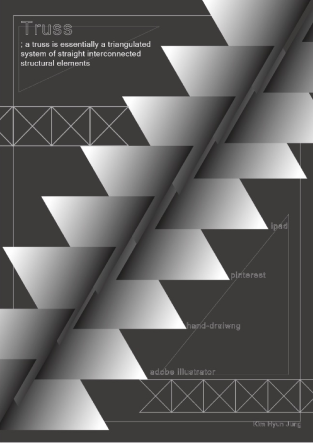 Truss
; a truss is essentially a triangulated
system of straight interconnected
structural elements
ipad
pinterest
hand-draiwng
adobe illustrator
Kim Hyun Jung